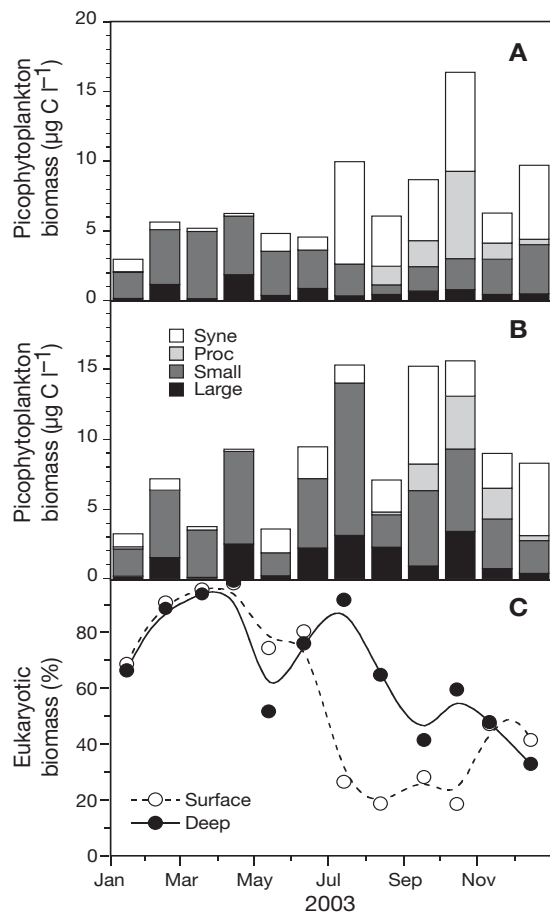 20
A
15
10
5
0
Picophytoplankton
biomass (µg C l–1)
B
Syne
Proc
Small
Large
15
10
5
0
Picophytoplankton
biomass (µg C l–1)
C
80
60
40
20
0
Eukaryotic
biomass (%)
Surface
Deep
Jan Mar May Jul Sep Nov
2003